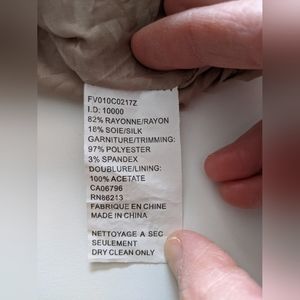 FV010C0217Z
I.D: 10000
82% RAYONNE/RAYON
18% SOIE/SILK
GARNITURE/TRIMMING:
97% POLYESTER
3% SPANDEX
DOUBLURE/LINING:
100% ACETATE
CA06796
RN86213
FABRIQUE EN CHINE
MADE IN CHINA
NETTOYAGE A SEC
SEULEMENT
DRY CLEAN ONLY